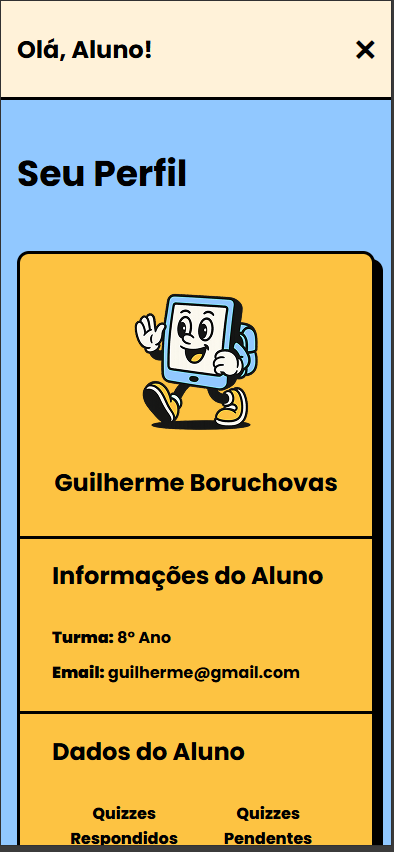 Olá, Aluno!
Seu Perfil
Guilherme Boruchovas
Informações do Aluno
Turma: 8° Ano
Email: guilherme@gmail.com
Dados do Aluno
Quizzes Respondidos
Quizzes Pendentes